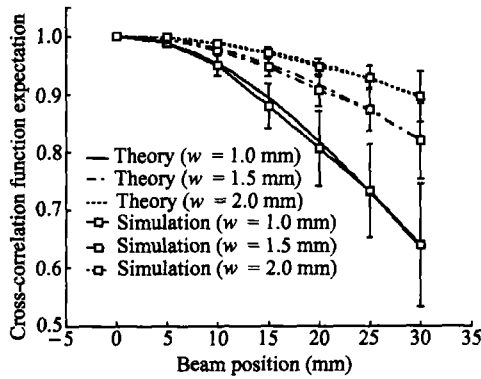 Cross-correlation function expectation
1.0
0.9
0.8
0.7
0.6
0.5
Theory (w = 1.0 mm)
Theory (w = 1.5 mm)
Theory (w = 2.0 mm)
Simulation (w = 1.0 mm)
Simulation (w = 1.5 mm)
Simulation (w = 2.0 mm)
−5 0 5 10 15 20 25 30 35
Beam position (mm)